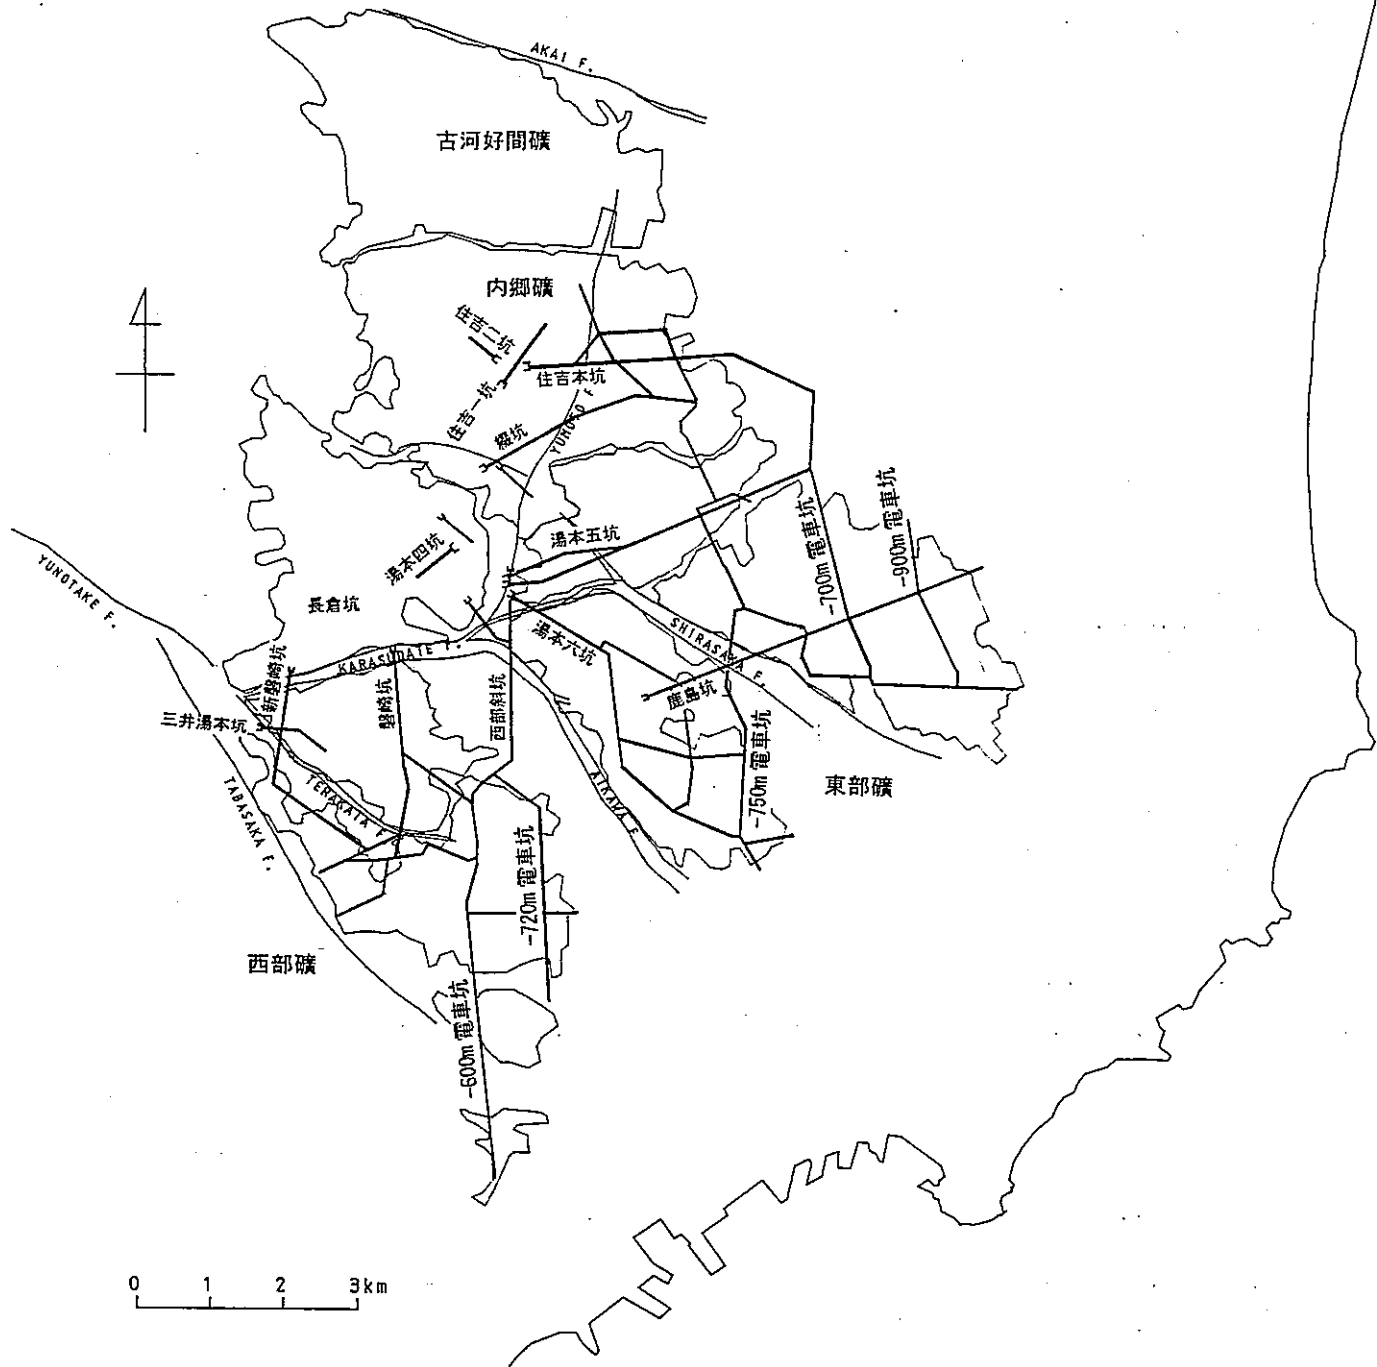 AKAI F.
古河好間礦
内郷礦
住吉二坑
住吉本坑
住吉一坑
綴坑
YUMOTO F.
湯本五坑
湯本四坑
-700m 電車坑
-900m 電車坑
YUNOTAKE F.
長倉坑
KARASUDATE F.
湯本六坑
SHIRASAKA F.
新磐崎坑
磐崎坑
西部斜坑
鹿島坑
三井湯本坑
TABASAKA F.
TERAKATA F.
AIKAWA F.
-750m 電車坑
東部礦
-720m 電車坑
西部礦
-600m 電車坑
0 1 2 3km